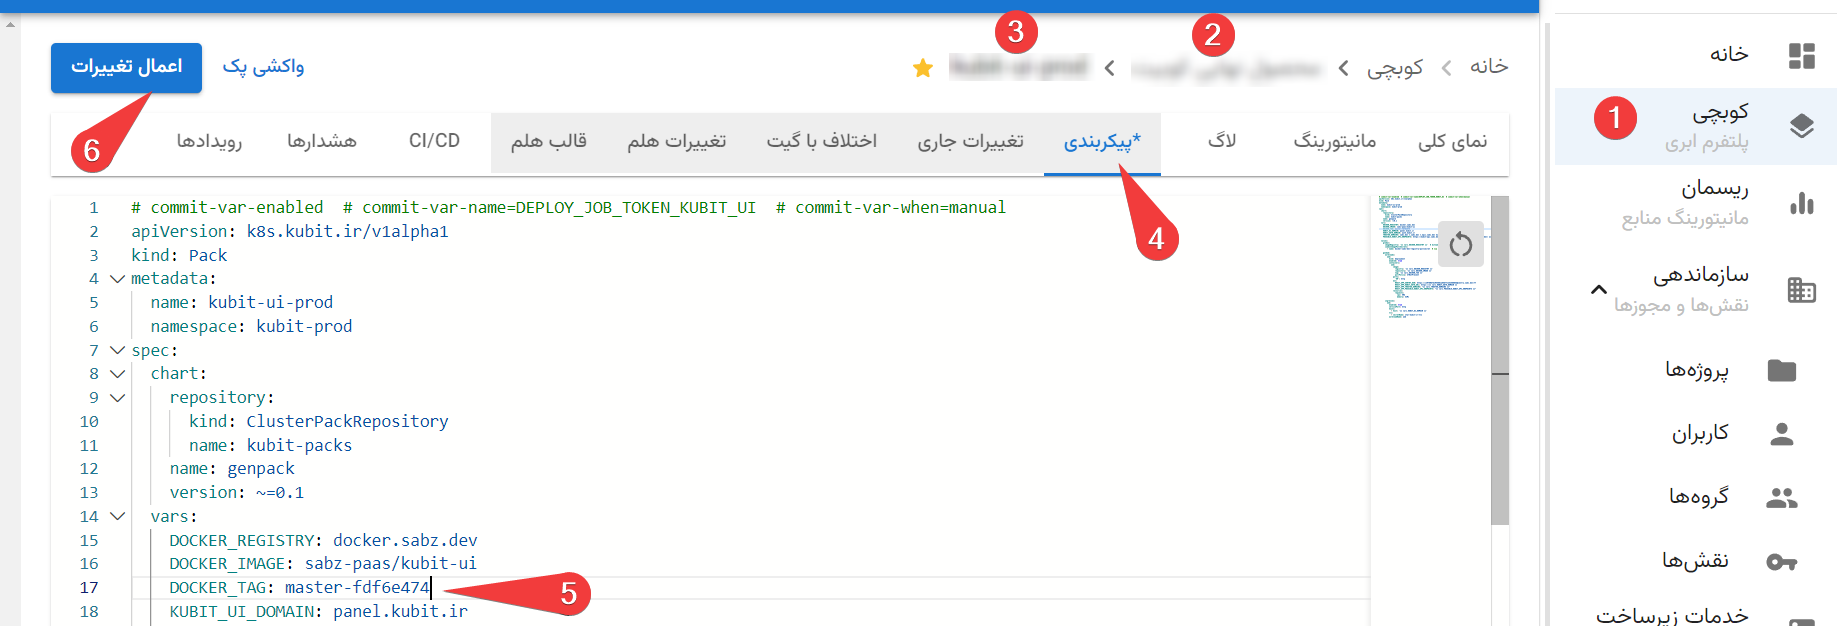 خانه
کوبچی
پلتفرم ابری
ریسمان
مانیتورینگ منابع
سازماندهی
نقش‌ها و مجوزها
پروژه‌ها
کاربران
گروه‌ها
نقش‌ها
خدمات زیرساخت
1
2
3
خانه > کوبچی > >
واکشی پک
اعمال تغییرات
6
نمای کلی مانیتورینگ لاگ *پیکربندی تغییرات جاری اختلاف با گیت تغییرات هلم قالب هلم CI/CD هشدارها رویدادها
4
1 # commit-var-enabled # commit-var-name=DEPLOY_JOB_TOKEN_KUBIT_UI # commit-var-when=manual
2 apiVersion: k8s.kubit.ir/v1alpha1
3 kind: Pack
4 metadata:
5 name: kubit-ui-prod
6 namespace: kubit-prod
7 spec:
8 chart:
9 repository:
10 kind: ClusterPackRepository
11 name: kubit-packs
12 name: genpack
13 version: ~=0.1
14 vars:
15 DOCKER_REGISTRY: docker.sabz.dev
16 DOCKER_IMAGE: sabz-paas/kubit-ui
17 DOCKER_TAG: master-fdf6e474
5
18 KUBIT_UI_DOMAIN: panel.kubit.ir